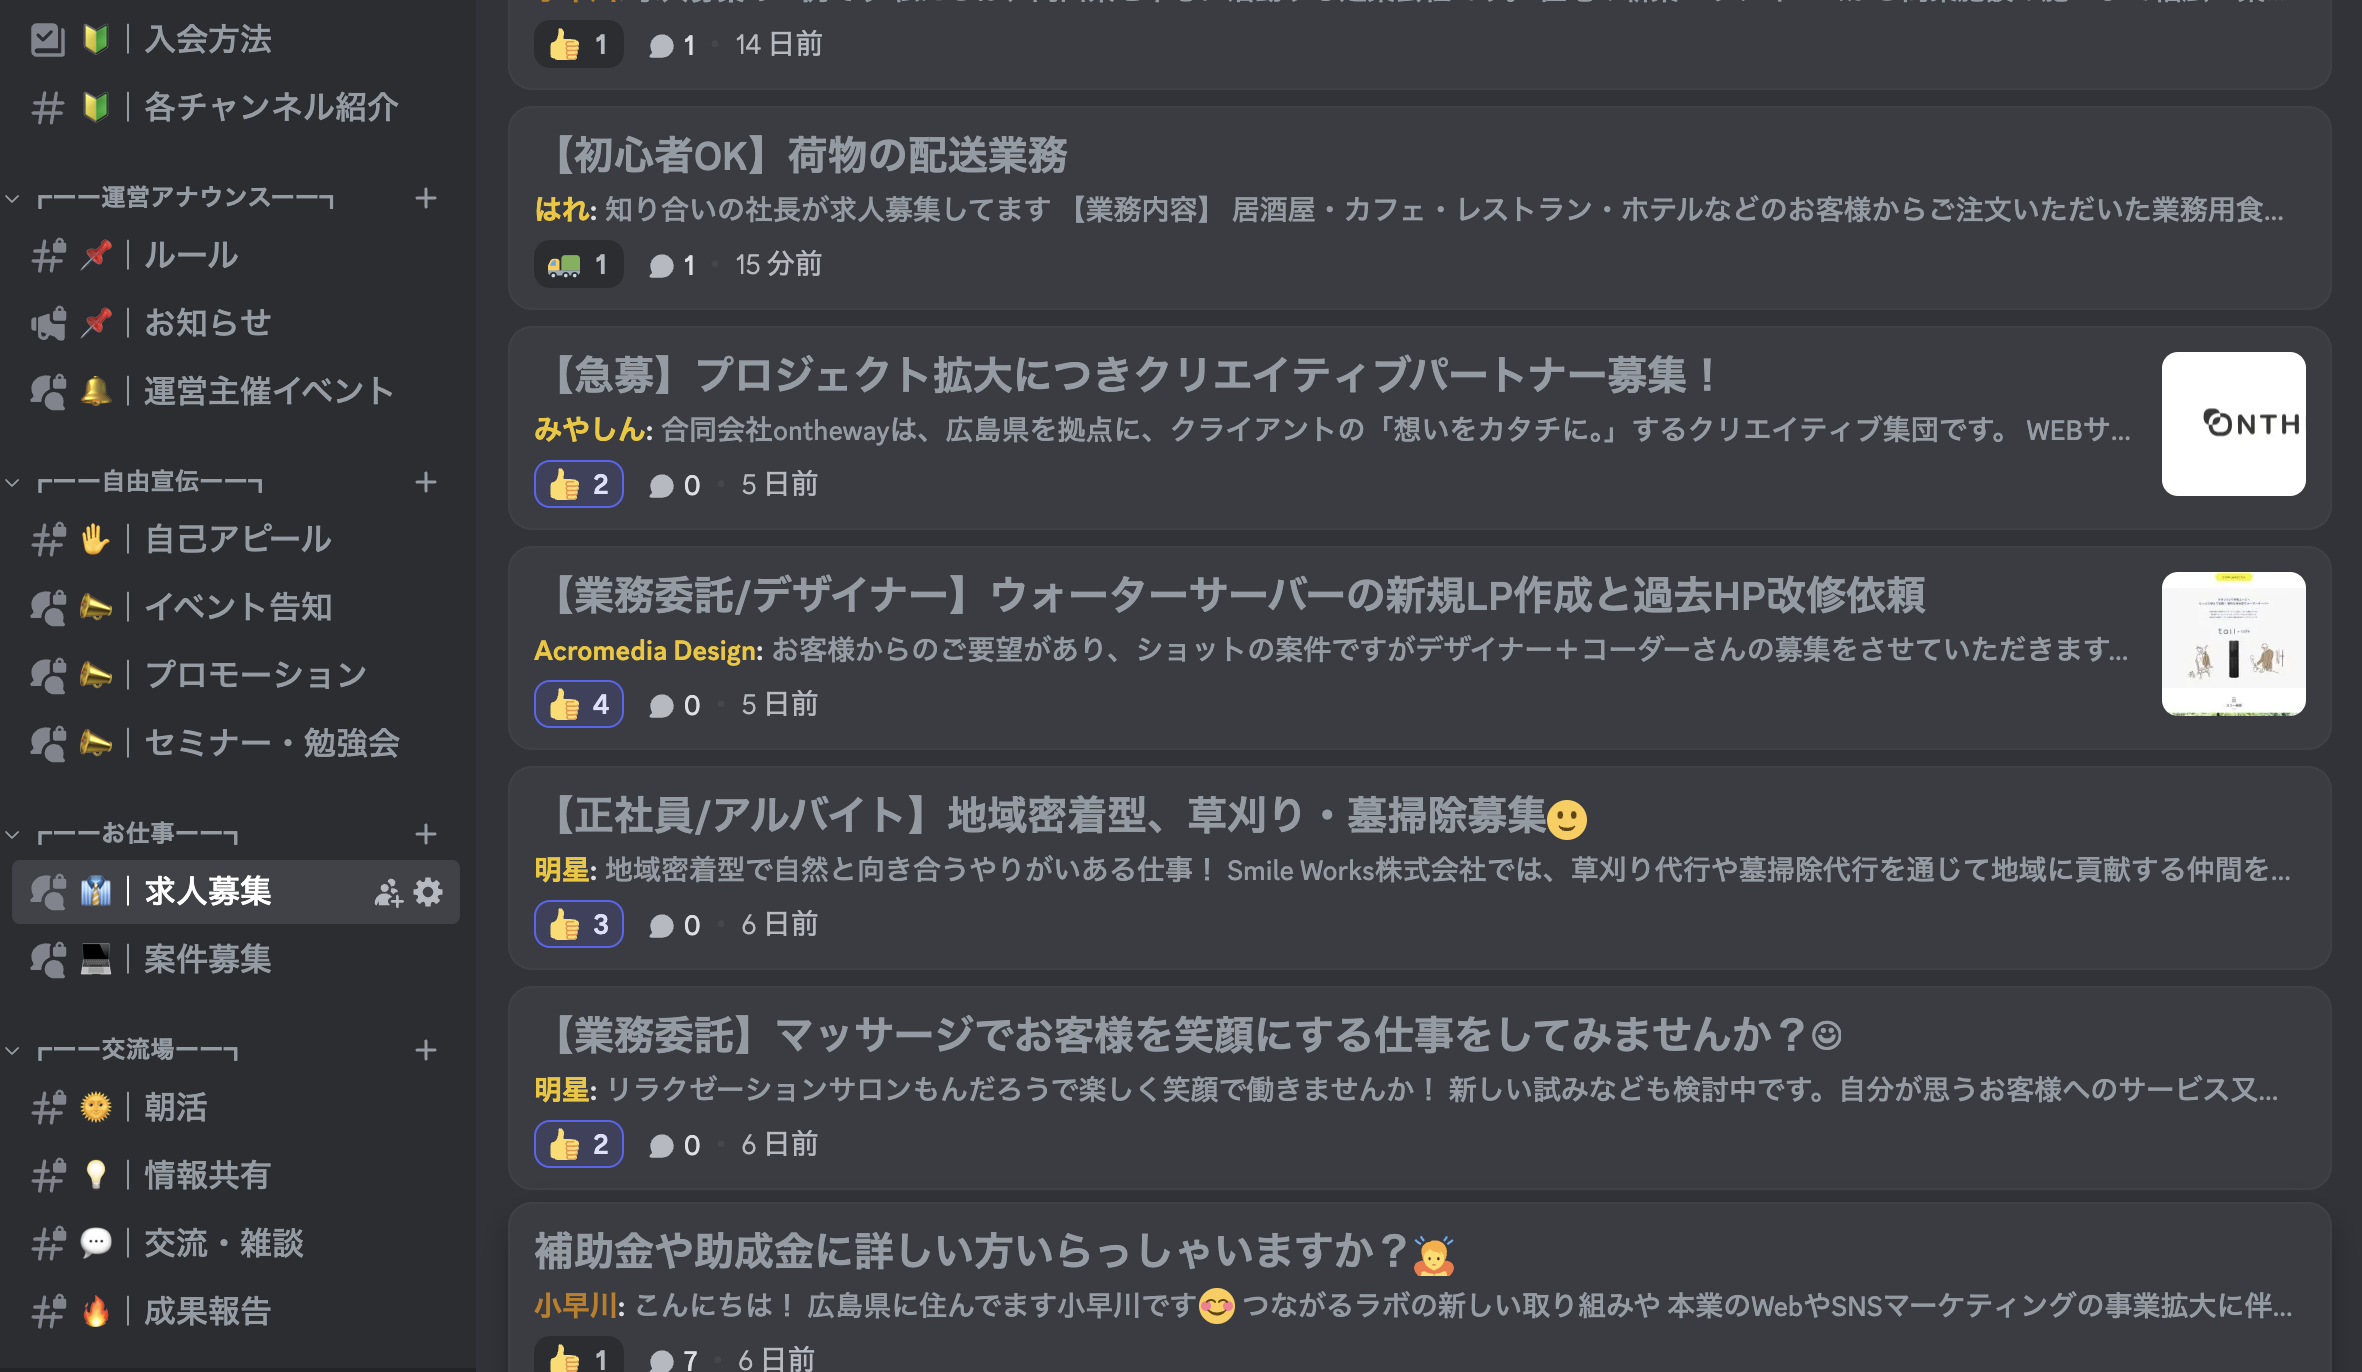 入会方法
各チャンネル紹介
┏ーー運営アナウンスーー┓
ルール
お知らせ
運営主催イベント
┏ーー自由宣伝ーー┓
自己アピール
イベント告知
プロモーション
セミナー・勉強会
┏ーーお仕事ーー┓
求人募集
案件募集
┏ーー交流場ーー┓
朝活
情報共有
交流・雑談
成果報告
1 1 • 14 日前
【初心者OK】荷物の配送業務
はれ: 知り合いの社長が求人募集してます 【業務内容】 居酒屋・カフェ・レストラン・ホテルなどのお客様からご注文いただいた業務用食...
1 1 • 15 分前
【急募】プロジェクト拡大につきクリエイティブパートナー募集！
みやしん: 合同会社onthewayは、広島県を拠点に、クライアントの「想いをカタチに。」するクリエイティブ集団です。 WEBサ...
ONTH
2 0 • 5 日前
【業務委託/デザイナー】ウォーターサーバーの新規LP作成と過去HP改修依頼
Acromedia Design: お客様からのご要望があり、ショットの案件ですがデザイナー＋コーダーさんの募集をさせていただきます...
4 0 • 5 日前
【正社員/アルバイト】地域密着型、草刈り・墓掃除募集🙂
明星: 地域密着型で自然と向き合うやりがいある仕事！ Smile Works株式会社では、草刈り代行や墓掃除代行を通じて地域に貢献する仲間を...
3 0 • 6 日前
【業務委託】マッサージでお客様を笑顔にする仕事をしてみませんか？☺
明星: リラクゼーションサロンもんだろうで楽しく笑顔で働きませんか！ 新しい試みなども検討中です。自分が思うお客様へのサービス又...
2 0 • 6 日前
補助金や助成金に詳しい方いらっしゃいますか？🙇
小早川: こんにちは！ 広島県に住んでます小早川です😊 つながるラボの新しい取り組みや 本業のWebやSNSマーケティングの事業拡大に伴...
1 7 • 6 日前